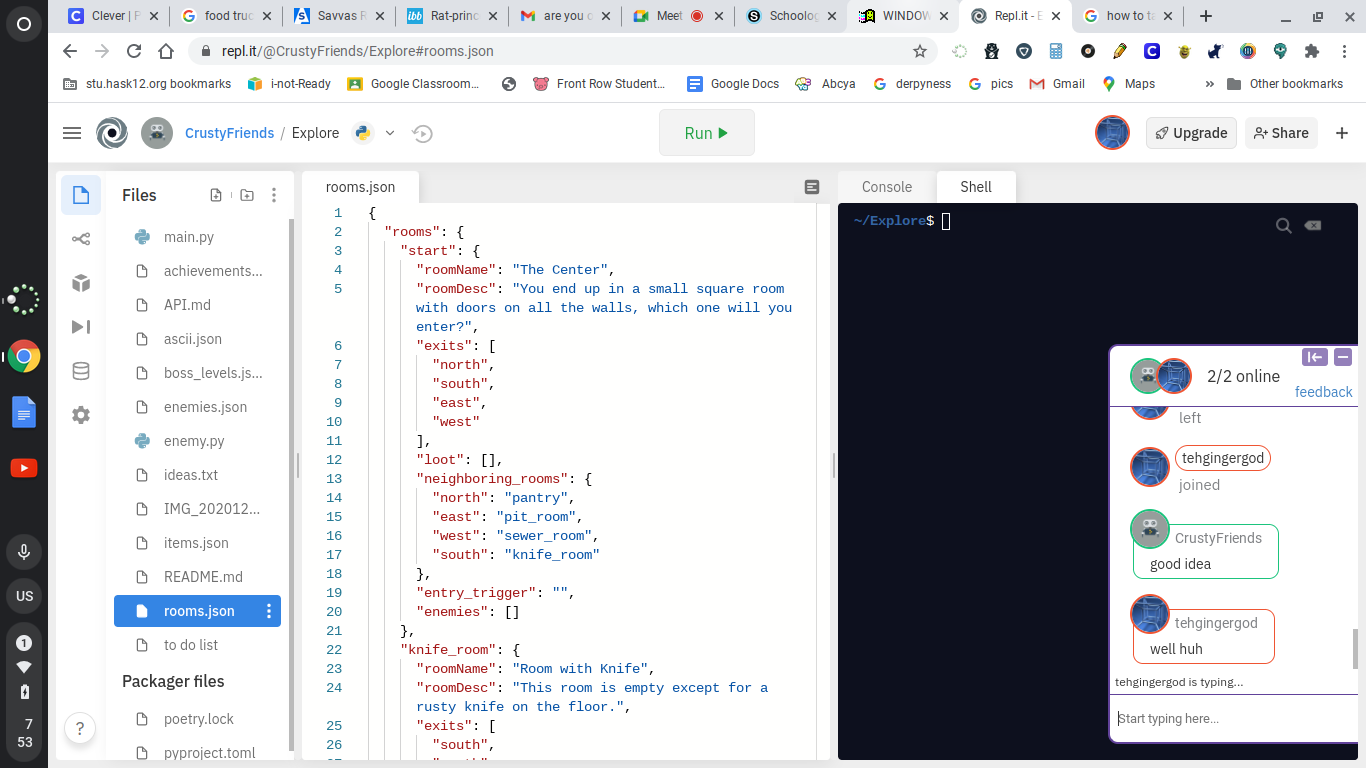 Clever | P
food truc
Savvas R
Rat-princ
are you o
Meet
Schoolog
WINDOW
Repl.it - E
how to ta
repl.it/@CrustyFriends/Explore#rooms.json
stu.hask12.org bookmarks
i-not-Ready
Google Classroom...
Front Row Student...
Google Docs
Abcya
derpyness
pics
Gmail
Maps
»
Other bookmarks
CrustyFriends / Explore
Run
Upgrade
Share
Files
main.py
achievements...
API.md
ascii.json
boss_levels.js...
enemies.json
enemy.py
ideas.txt
IMG_202012...
items.json
README.md
rooms.json
to do list
Packager files
poetry.lock
pyproject.toml
?
US
1
7
53
rooms.json
1 {
2 "rooms": {
3 "start": {
4 "roomName": "The Center",
5 "roomDesc": "You end up in a small square room
with doors on all the walls, which one will you
enter?",
6 "exits": [
7 "north",
8 "south",
9 "east",
10 "west"
11 ],
12 "loot": [],
13 "neighboring_rooms": {
14 "north": "pantry",
15 "east": "pit_room",
16 "west": "sewer_room",
17 "south": "knife_room"
18 },
19 "entry_trigger": "",
20 "enemies": []
21 },
22 "knife_room": {
23 "roomName": "Room with Knife",
24 "roomDesc": "This room is empty except for a
rusty knife on the floor.",
25 "exits": [
26 "south",
Console
Shell
~/Explore$
2/2 online
feedback
left
tehgingergod
joined
CrustyFriends
good idea
tehgingergod
well huh
tehgingergod is typing...
Start typing here...